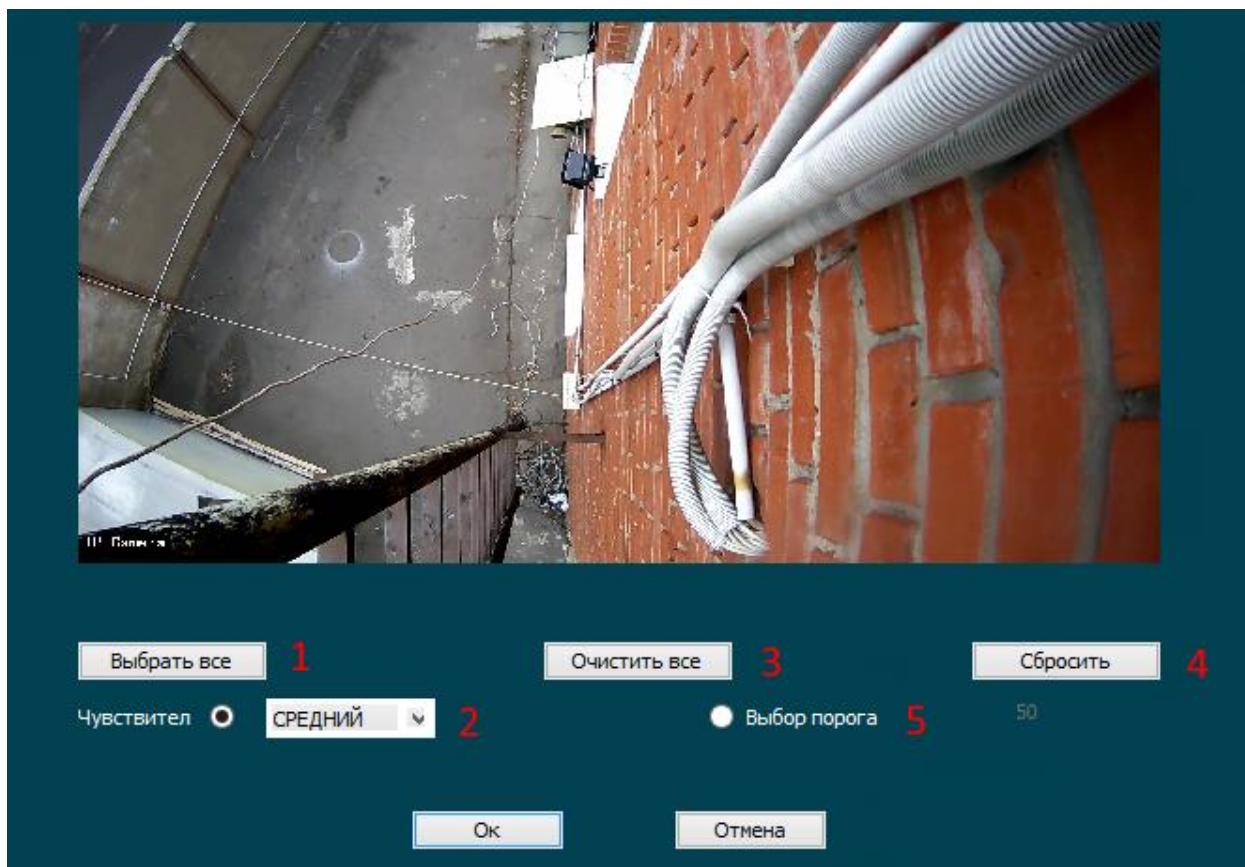 Выбрать все 1 Очистить все 3 Сбросить 4
Чувствител СРЕДНИЙ 2 Выбор порога 5 50
Ок Отмена